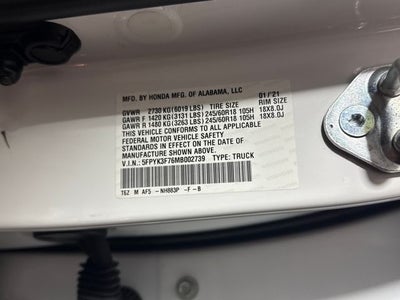 MFD. BY HONDA MFG. OF ALABAMA, LLC 01/'21
GVWR 2730 KG(6019 LBS) TIRE SIZE RIM SIZE
GAWR F 1420 KG(3131 LBS) 245/60R18 105H 18X8.0J
GAWR R 1480 KG(3263 LBS) 245/60R18 105H 18X8.0J
THIS VEHICLE CONFORMS TO ALL APPLICABLE
FEDERAL MOTOR VEHICLE SAFETY
STANDARDS IN EFFECT ON THE DATE OF
MANUFACTURE SHOWN ABOVE.
V.I.N.: 5FPYK3F76MB002739 TYPE: TRUCK
T6Z M AF5 -NH883P -F -B